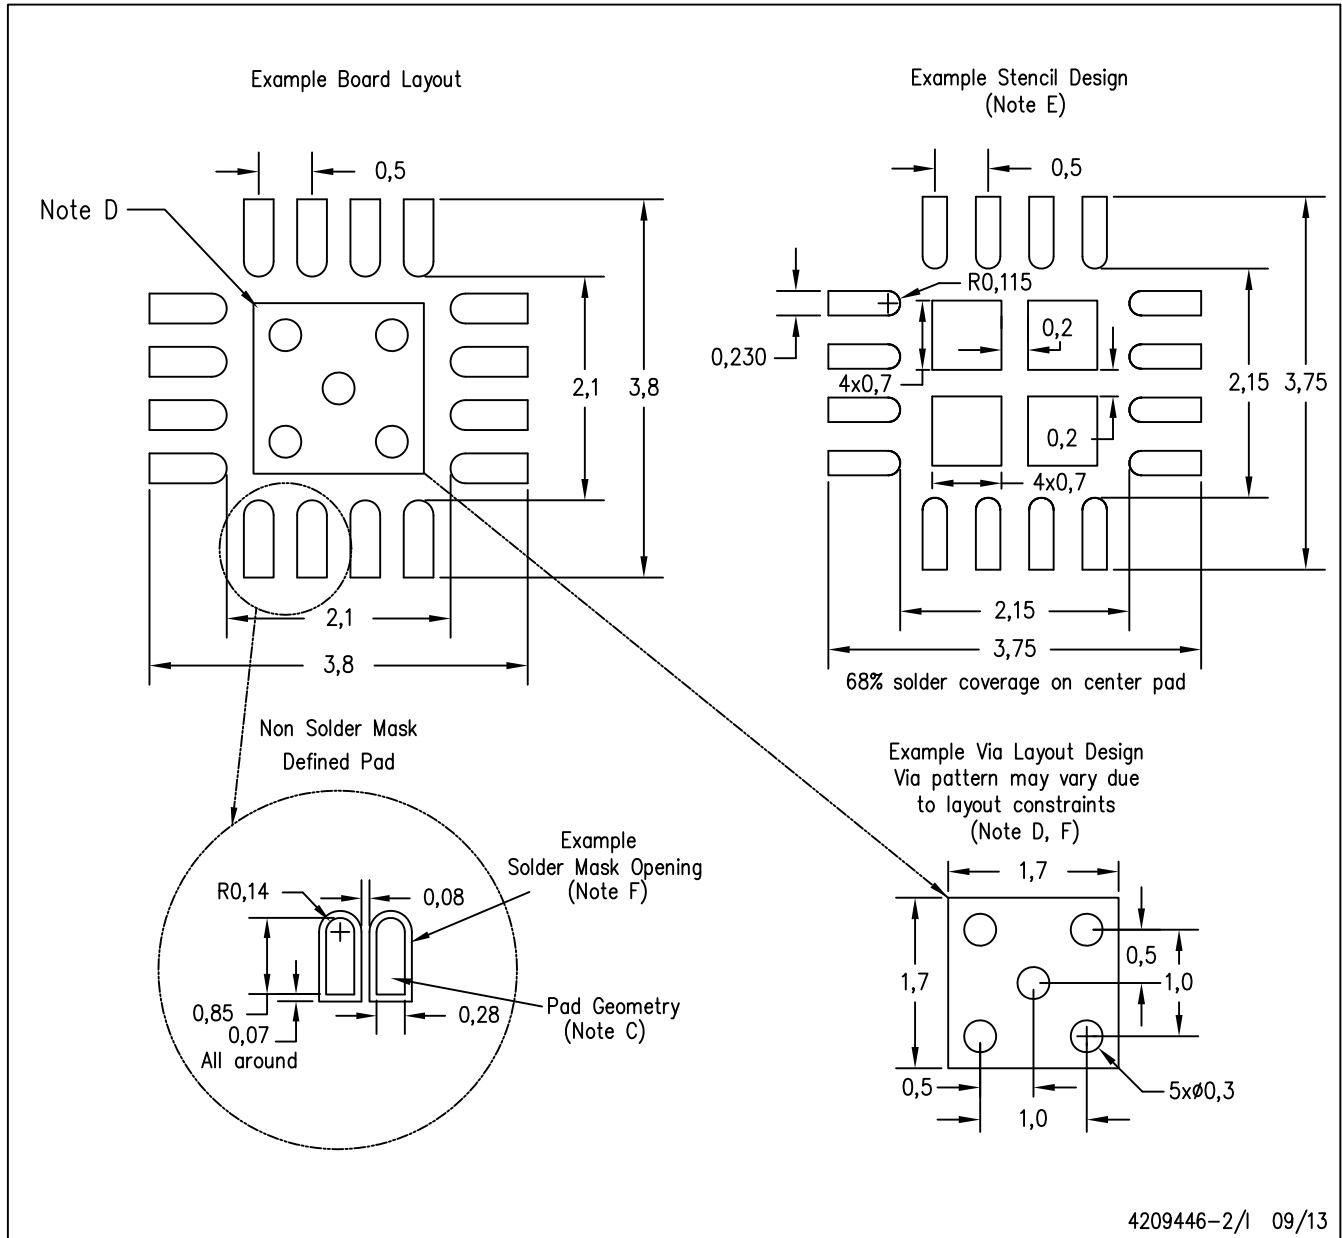 Example Board Layout
0,5
Note D
2,1
3,8
2,1
3,8
Example Stencil Design
(Note E)
0,5
R0,115
0,230
0,2
4x0,7
2,15
3,75
0,2
4x0,7
2,15
3,75
68% solder coverage on center pad
Non Solder Mask
Defined Pad
Example
Solder Mask Opening
(Note F)
R0,14
0,08
0,85
0,07
All around
0,28
Pad Geometry
(Note C)
Example Via Layout Design
Via pattern may vary due
to layout constraints
(Note D, F)
1,7
1,7
0,5
1,0
0,5
1,0
5xø0,3
4209446-2/I 09/13